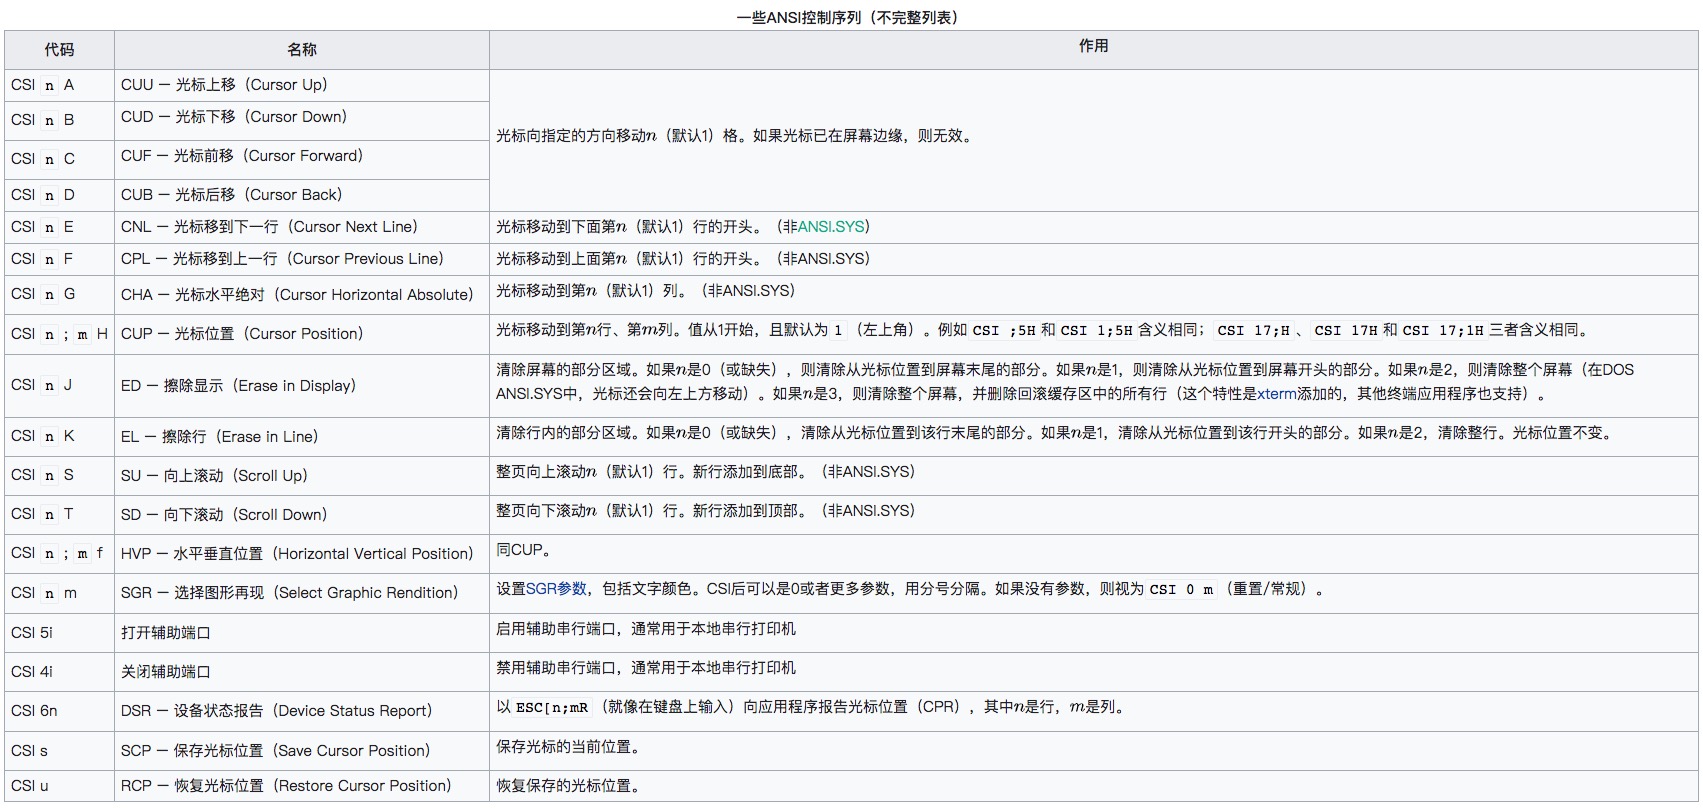 一些ANSI控制序列（不完整列表）
代码 名称 作用
CSI n A CUU – 光标上移（Cursor Up）
CSI n B CUD – 光标下移（Cursor Down）
光标向指定的方向移动n（默认1）格。如果光标已在屏幕边缘，则无效。
CSI n C CUF – 光标前移（Cursor Forward）
CSI n D CUB – 光标后移（Cursor Back）
CSI n E CNL – 光标移到下一行（Cursor Next Line） 光标移动到下面第n（默认1）行的开头。（非ANSI.SYS）
CSI n F CPL – 光标移到上一行（Cursor Previous Line） 光标移动到上面第n（默认1）行的开头。（非ANSI.SYS）
CSI n G CHA – 光标水平绝对（Cursor Horizontal Absolute） 光标移动到第n（默认1）列。（非ANSI.SYS）
CSI n ; m H CUP – 光标位置（Cursor Position） 光标移动到第n行、第m列。值从1开始，且默认为 1 （左上角）。例如 CSI ;5H 和 CSI 1;5H 含义相同； CSI 17;H 、 CSI 17H 和 CSI 17;1H 三者含义相同。
CSI n J ED – 擦除显示（Erase in Display） 清除屏幕的部分区域。如果n是0（或缺失），则清除从光标位置到屏幕末尾的部分。如果n是1，则清除从光标位置到屏幕开头的部分。如果n是2，则清除整个屏幕（在DOS
ANSI.SYS中，光标还会向左上方移动）。如果n是3，则清除整个屏幕，并删除回滚缓存区中的所有行（这个特性是xterm添加的，其他终端应用程序也支持）。
CSI n K EL – 擦除行（Erase in Line） 清除行内的部分区域。如果n是0（或缺失），清除从光标位置到该行末尾的部分。如果n是1，清除从光标位置到该行开头的部分。如果n是2，清除整行。光标位置不变。
CSI n S SU – 向上滚动（Scroll Up） 整页向上滚动n（默认1）行。新行添加到底部。（非ANSI.SYS）
CSI n T SD – 向下滚动（Scroll Down） 整页向下滚动n（默认1）行。新行添加到顶部。（非ANSI.SYS）
CSI n ; m f HVP – 水平垂直位置（Horizontal Vertical Position） 同CUP。
CSI n m SGR – 选择图形再现（Select Graphic Rendition） 设置SGR参数，包括文字颜色。CSI后可以是0或者更多参数，用分号分隔。如果没有参数，则视为 CSI 0 m （重置/常规）。
CSI 5i 打开辅助端口 启用辅助串行端口，通常用于本地串行打印机
CSI 4i 关闭辅助端口 禁用辅助串行端口，通常用于本地串行打印机
CSI 6n DSR – 设备状态报告（Device Status Report） 以 ESC[n;mR （就像在键盘上输入）向应用程序报告光标位置（CPR），其中n是行，m是列。
CSI s SCP – 保存光标位置（Save Cursor Position） 保存光标的当前位置。
CSI u RCP – 恢复光标位置（Restore Cursor Position） 恢复保存的光标位置。